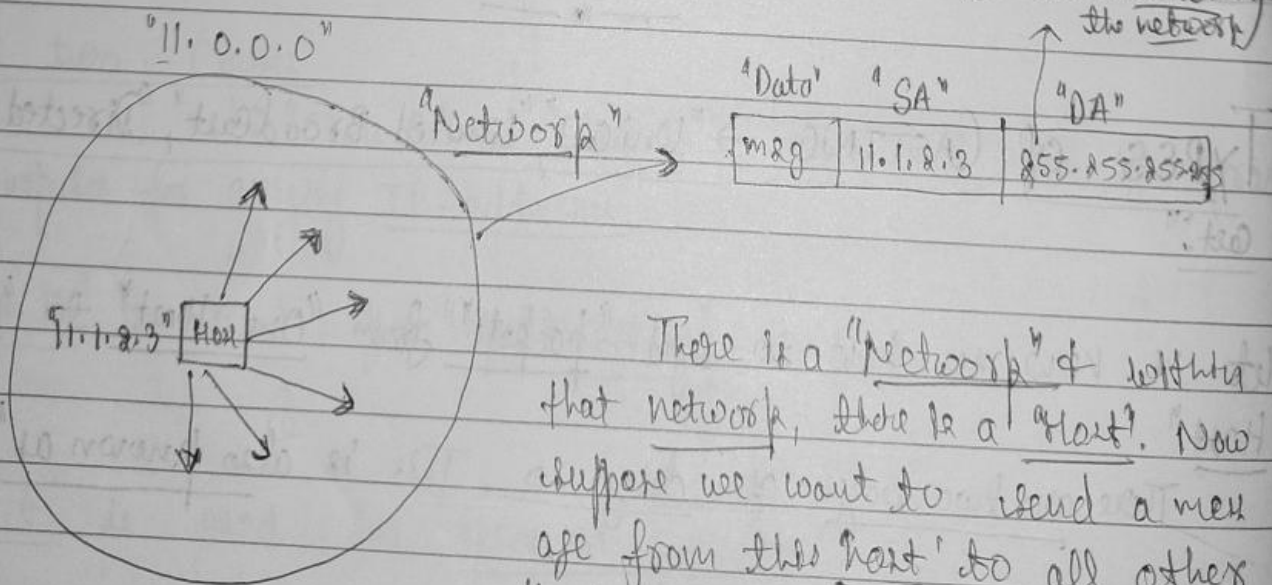 the network
"11.0.0.0"
"Data" "SA" "DA"
"Network"
msg 11.1.2.3 255.255.255.255
cast."
"11.1.2.3" Host
There is a "Network" & within
that network, there is a "Host". Now
suppose we want to send a mess
age from this host' to all other